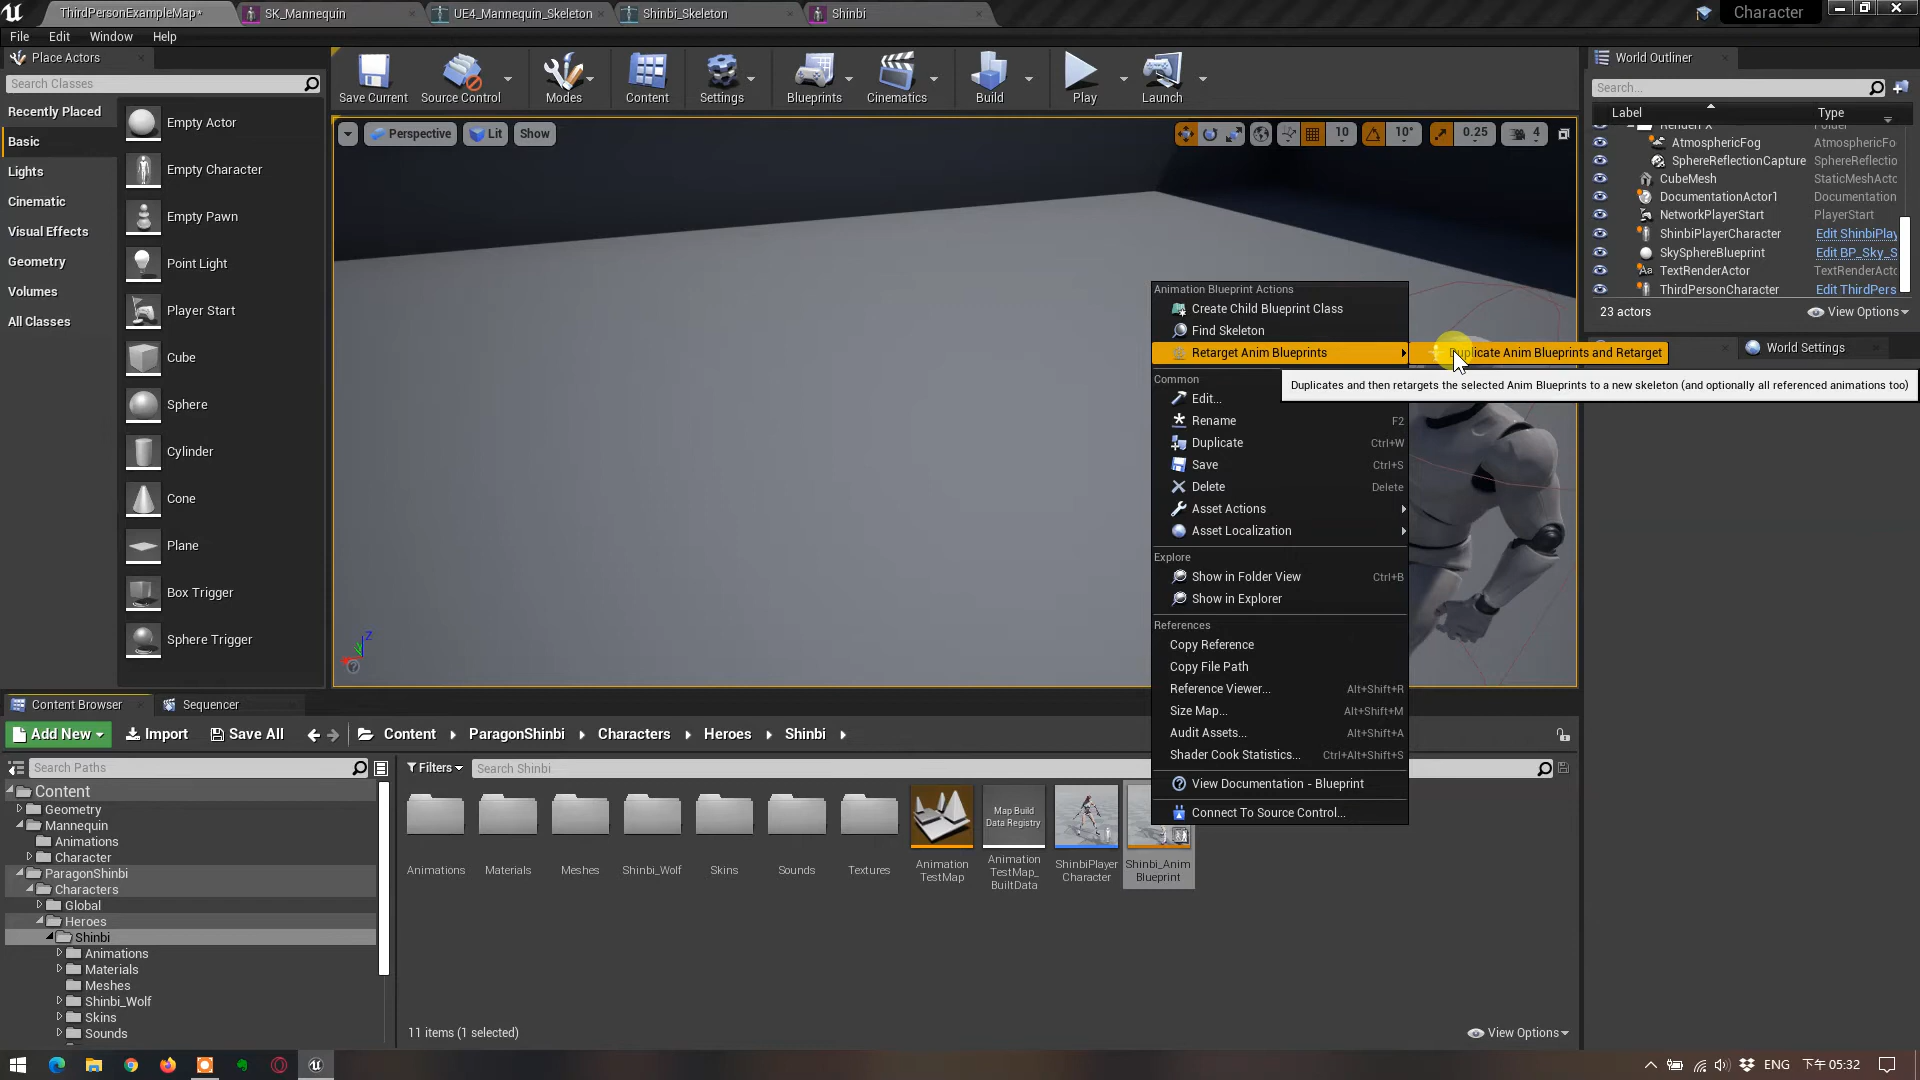 ThirdPersonExampleMap*
SK_Mannequin
UE4_Mannequin_Skeleton
Shinbi_Skeleton
Shinbi
Character
File Edit Window Help
Place Actors
Search Classes
Recently Placed
Basic
Lights
Cinematic
Visual Effects
Geometry
Volumes
All Classes
Empty Actor
Empty Character
Empty Pawn
Point Light
Player Start
Cube
Sphere
Cylinder
Cone
Plane
Box Trigger
Sphere Trigger
Save Current
Source Control
Modes
Content
Settings
Blueprints
Cinematics
Build
Play
Launch
Perspective
Lit
Show
10
10°
0.25
4
Z
World Outliner
Search...
Label Type
AtmosphericFog AtmosphericFo
SphereReflectionCapture SphereReflectio
CubeMesh StaticMeshActo
DocumentationActor1 Documentation
NetworkPlayerStart PlayerStart
ShinbiPlayerCharacter Edit ShinbiPlay
SkySphereBlueprint Edit BP_Sky_S
TextRenderActor TextRenderActo
ThirdPersonCharacter Edit ThirdPers
23 actors
View Options
World Settings
Animation Blueprint Actions
Create Child Blueprint Class
Find Skeleton
Retarget Anim Blueprints
Duplicate Anim Blueprints and Retarget
Duplicates and then retargets the selected Anim Blueprints to a new skeleton (and optionally all referenced animations too)
Common
Edit...
Rename F2
Duplicate Ctrl+W
Save Ctrl+S
Delete Delete
Asset Actions
Asset Localization
Explore
Show in Folder View Ctrl+B
Show in Explorer
References
Copy Reference
Copy File Path
Reference Viewer... Alt+Shift+R
Size Map... Alt+Shift+M
Audit Assets... Alt+Shift+A
Shader Cook Statistics... Ctrl+Alt+Shift+S
View Documentation - Blueprint
Connect To Source Control...
Content Browser
Sequencer
Add New
Import
Save All
Content
ParagonShinbi
Characters
Heroes
Shinbi
Search Paths
Filters
Search Shinbi
Content
Geometry
Mannequin
Animations
Character
ParagonShinbi
Characters
Global
Heroes
Shinbi
Animations
Materials
Meshes
Shinbi_Wolf
Skins
Sounds
Animations
Materials
Meshes
Shinbi_Wolf
Skins
Sounds
Textures
Animation
TestMap
Map Build
Data Registry
Animation
TestMap_
BuiltData
ShinbiPlayer
Character
Shinbi_Anim
Blueprint
11 items (1 selected)
View Options
ENG
下午 05:32